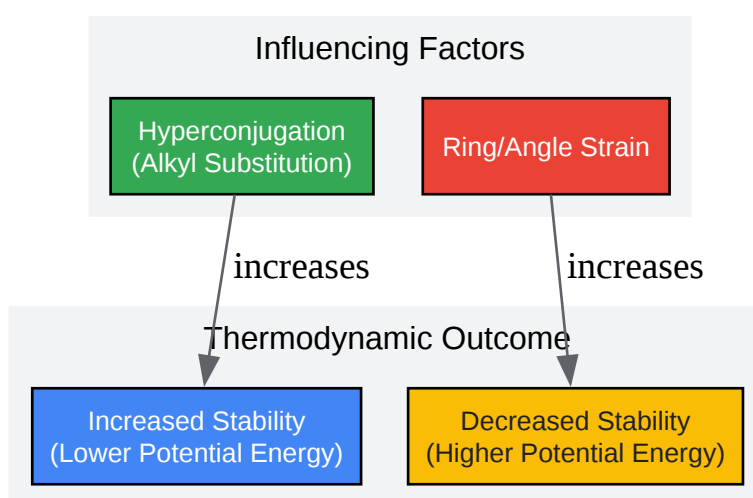 Influencing Factors
Hyperconjugation
(Alkyl Substitution)
Ring/Angle Strain
increases
increases
Thermodynamic Outcome
Increased Stability
(Lower Potential Energy)
Decreased Stability
(Higher Potential Energy)